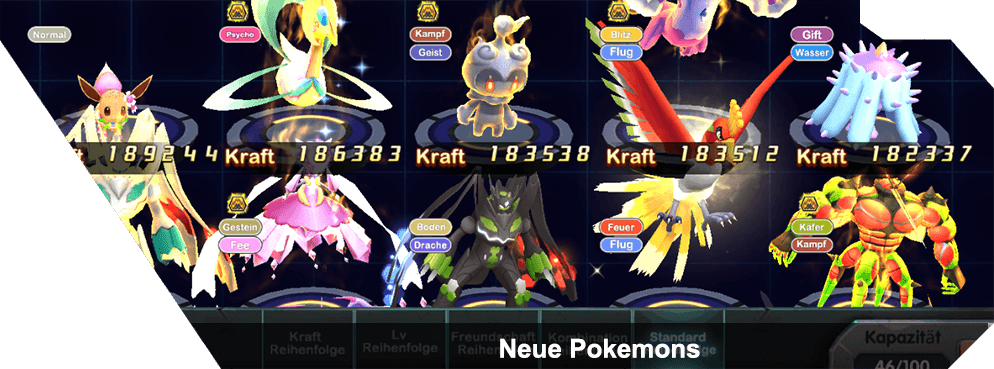 Normal
Psycho
Kampf
Geist
Blitz
Flug
Gift
Wasser
189244
Kraft 186383
Kraft 183538
Kraft 183512
Kraft 182337
Gestein
Fee
Boden
Drache
Feuer
Flug
Käfer
Kampf
Kraft
Reihenfolge
Lv
Reihenfolge
Freundschaft
Kombination
Standard
Kapazität
46/100
Neue Pokemons